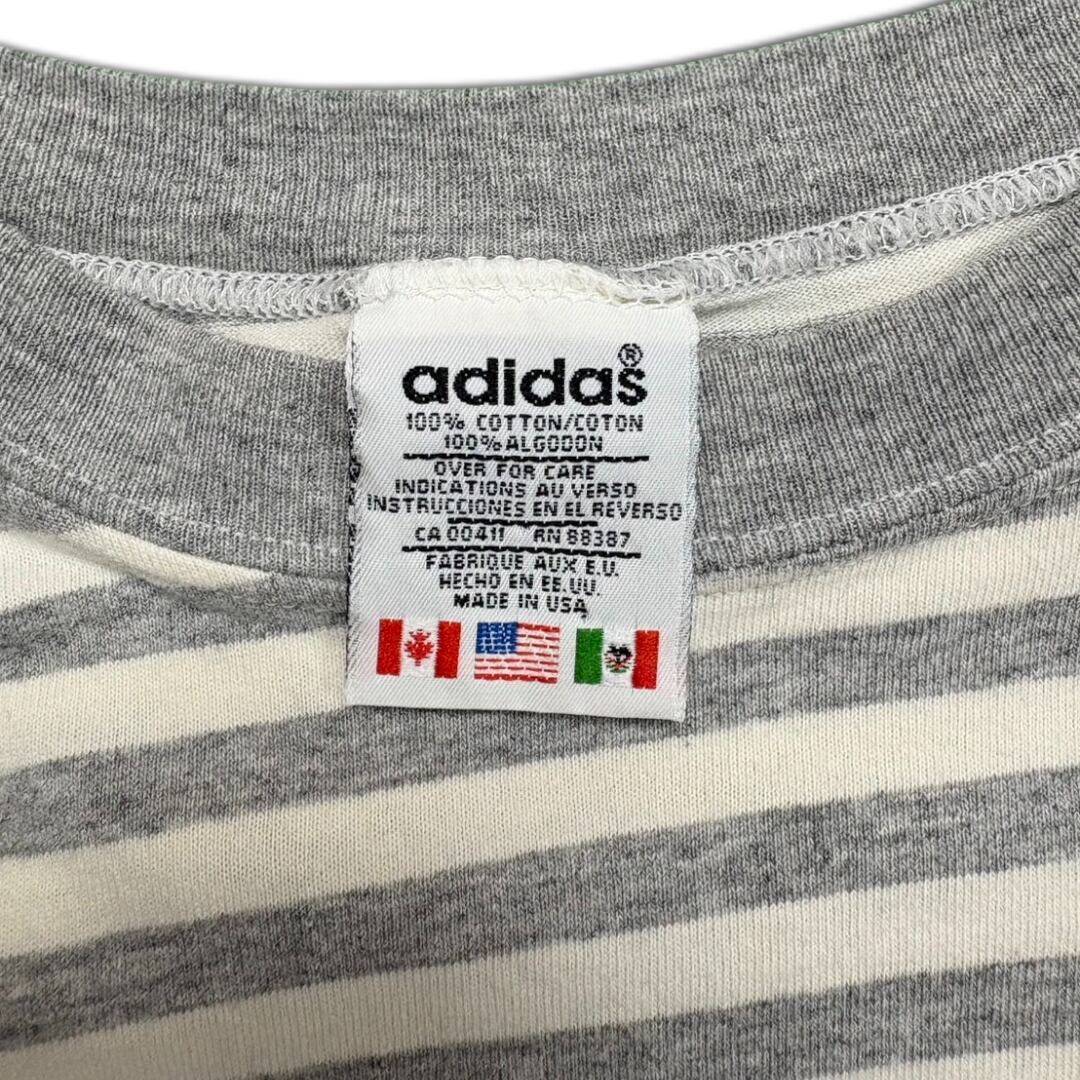 adidas®
100% COTTON/COTON
100% ALGODON
OVER FOR CARE
INDICATIONS AU VERSO
INSTRUCCIONES EN EL REVERSO
CA 00411 RN 88387
FABRIQUE AUX E.U.
HECHO EN EE.UU.
MADE IN USA